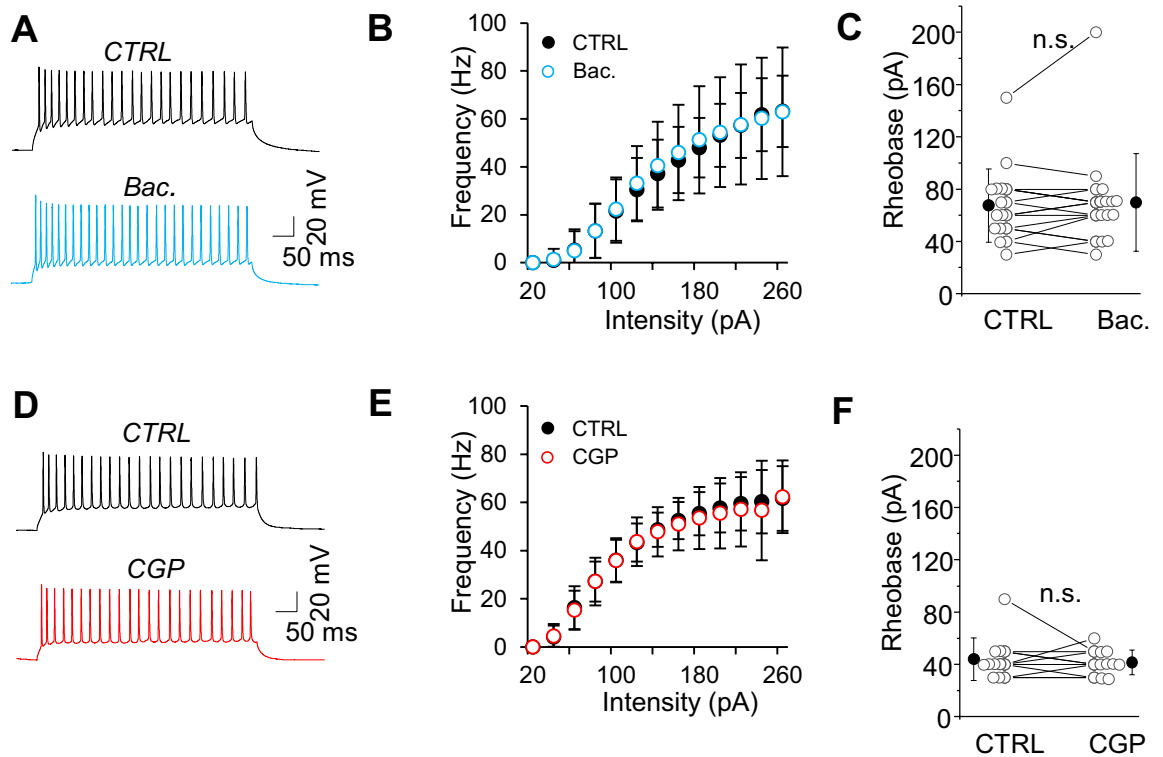 A
CTRL
Bac.
20 mV
50 ms
B
100
80
60
40
20
0
Frequency (Hz)
CTRL
Bac.
20
100
180
260
Intensity (pA)
C
200
160
120
80
40
0
Rheobase (pA)
n.s.
CTRL
Bac.
D
CTRL
CGP
20 mV
50 ms
E
100
80
60
40
20
0
Frequency (Hz)
CTRL
CGP
20
100
180
260
Intensity (pA)
F
200
160
120
80
40
0
Rheobase (pA)
n.s.
CTRL
CGP